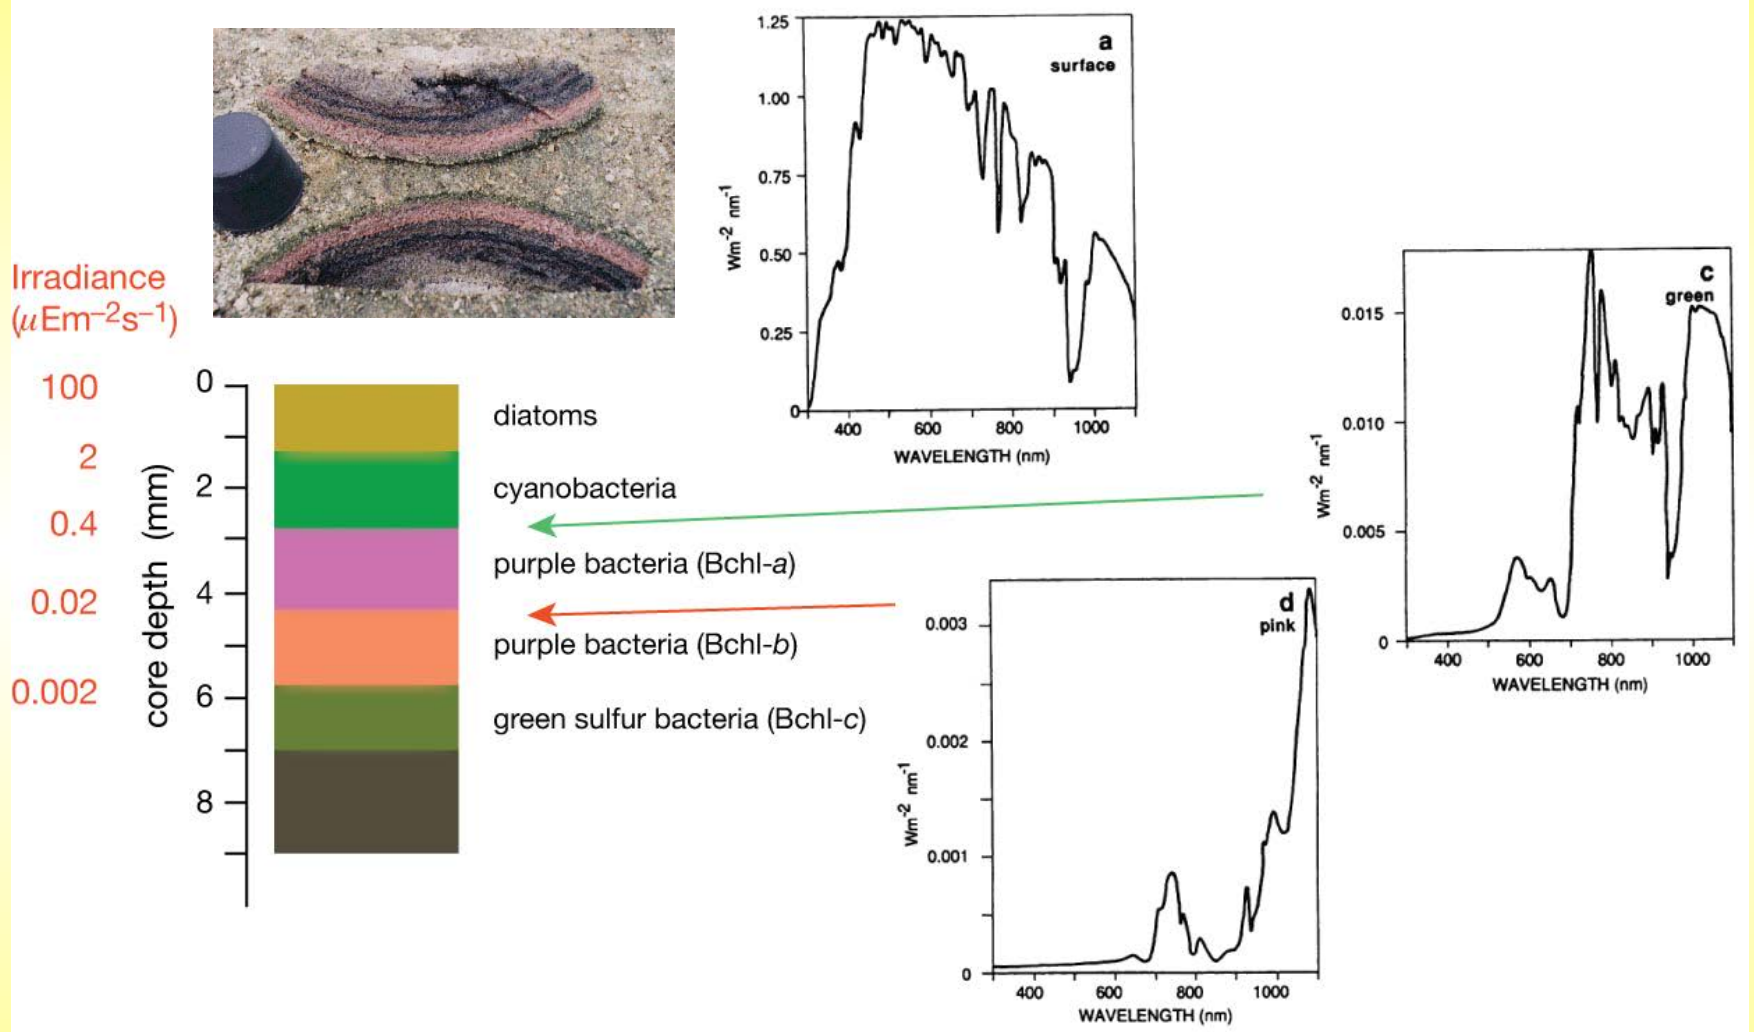 Irradiance
(μEm–2s–1)
100
2
0.4
0.02
0.002
core depth (mm)
0
2
4
6
8
diatoms
cyanobacteria
purple bacteria (Bchl-a)
purple bacteria (Bchl-b)
green sulfur bacteria (Bchl-c)
a
surface
1.25
1.00
0.75
0.50
0.25
0
Wm-2 nm-1
400 600 800 1000
WAVELENGTH (nm)
c
green
0.015
0.010
0.005
0
Wm-2 nm-1
400 600 800 1000
WAVELENGTH (nm)
d
pink
0.003
0.002
0.001
0
Wm-2 nm-1
400 600 800 1000
WAVELENGTH (nm)